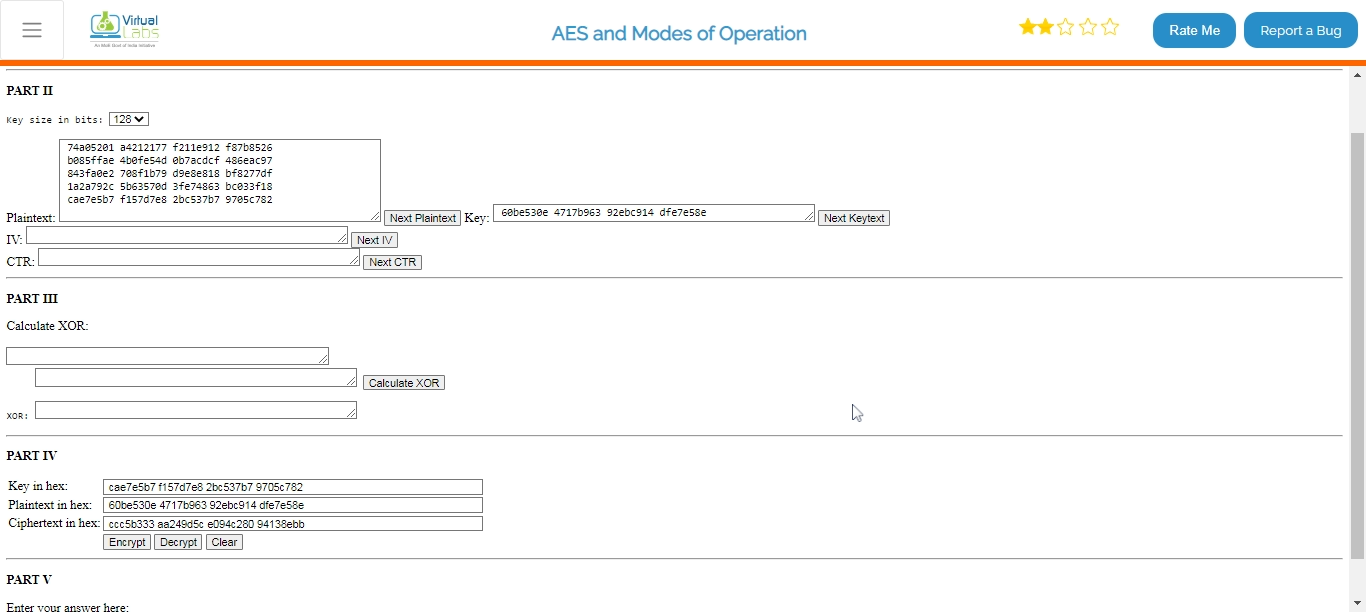 Virtual
Labs
An MoE Govt of India Initiative
AES and Modes of Operation
Rate Me
Report a Bug
PART II
Key size in bits: 128
Plaintext:
74a05201 a4212177 f211e912 f87b8526
b085ffae 4b0fe54d 0b7acdcf 486eac97
843fa0e2 708f1b79 d9e8e818 bf8277df
1a2a792c 5b63570d 3fe74863 bc033f18
cae7e5b7 f157d7e8 2bc537b7 9705c782
Next Plaintext
Key: 60be530e 4717b963 92ebc914 dfe7e58e
Next Keytext
IV:
Next IV
CTR:
Next CTR
PART III
Calculate XOR:
Calculate XOR
XOR:
PART IV
Key in hex: cae7e5b7 f157d7e8 2bc537b7 9705c782
Plaintext in hex: 60be530e 4717b963 92ebc914 dfe7e58e
Ciphertext in hex: ccc5b333 aa249d5c e094c280 94138ebb
Encrypt Decrypt Clear
PART V
Enter your answer here: